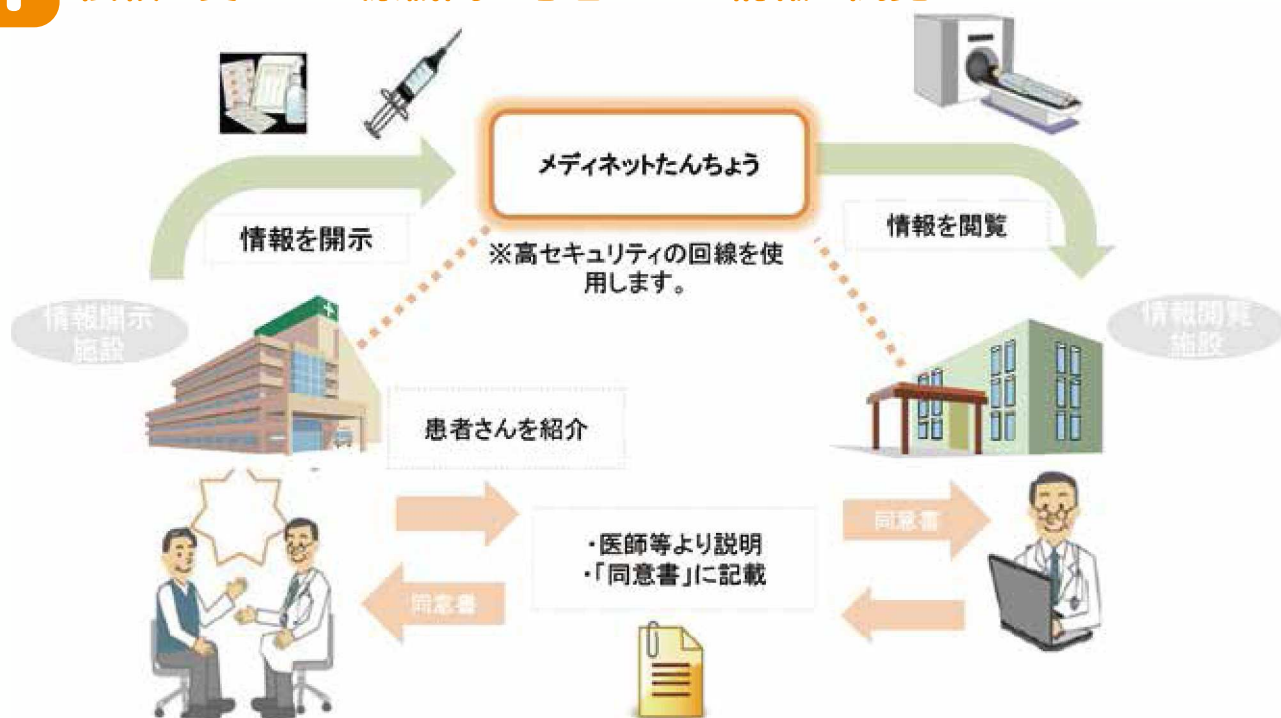 メディネットたんちょう
情報を開示
情報を閲覧
※高セキュリティの回線を使
用します。
情報開示
施設
情報閲覧
施設
患者さんを紹介
同意書
・医師等より説明
・「同意書」に記載
同意書